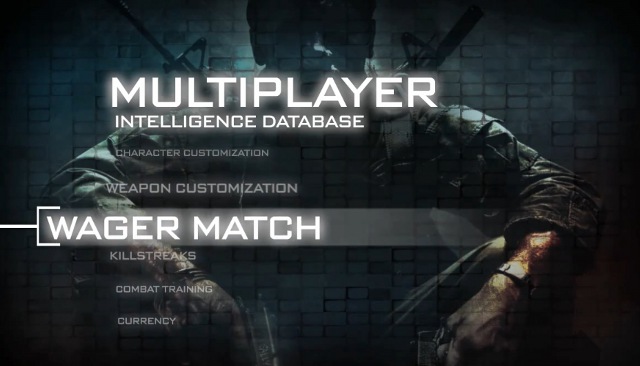 MULTIPLAYER
INTELLIGENCE DATABASE
CHARACTER CUSTOMIZATION
WEAPON CUSTOMIZATION
WAGER MATCH
KILLSTREAKS
COMBAT TRAINING
CURRENCY